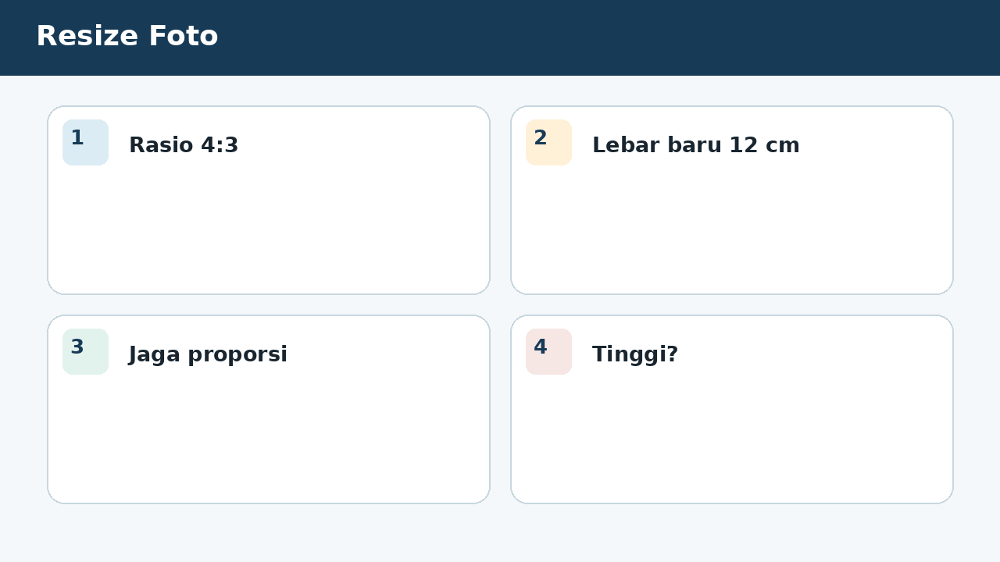 Resize Foto
1
Rasio 4:3
2
Lebar baru 12 cm
3
Jaga proporsi
4
Tinggi?